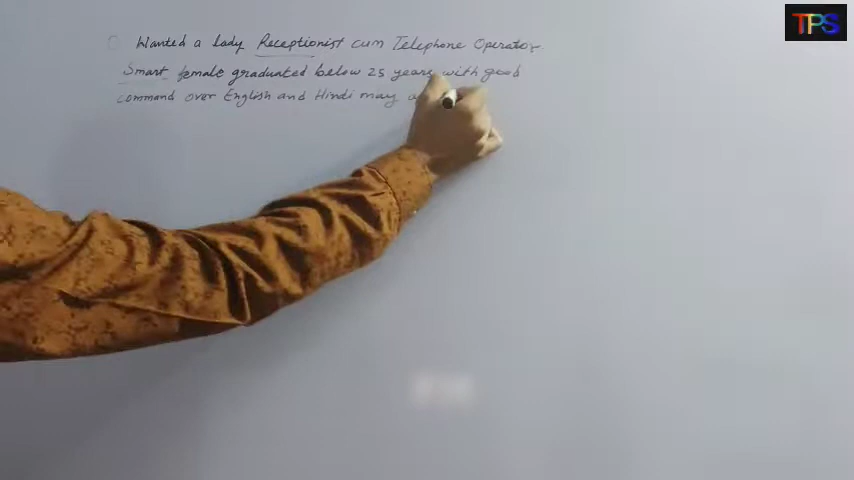 TPS
Wanted a lady Receptionist cum Telephone Operator.
Smart female graduated below 25 years with good
command over English and Hindi may